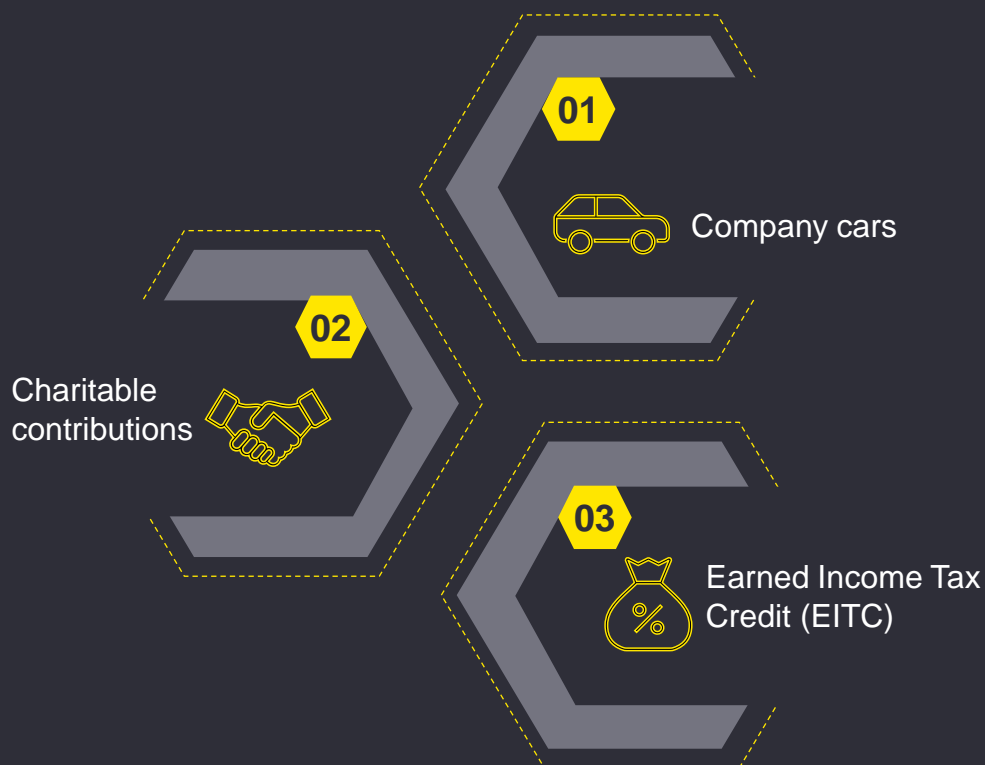 01
Company cars
02
Charitable
contributions
03
Earned Income Tax
Credit (EITC)
%